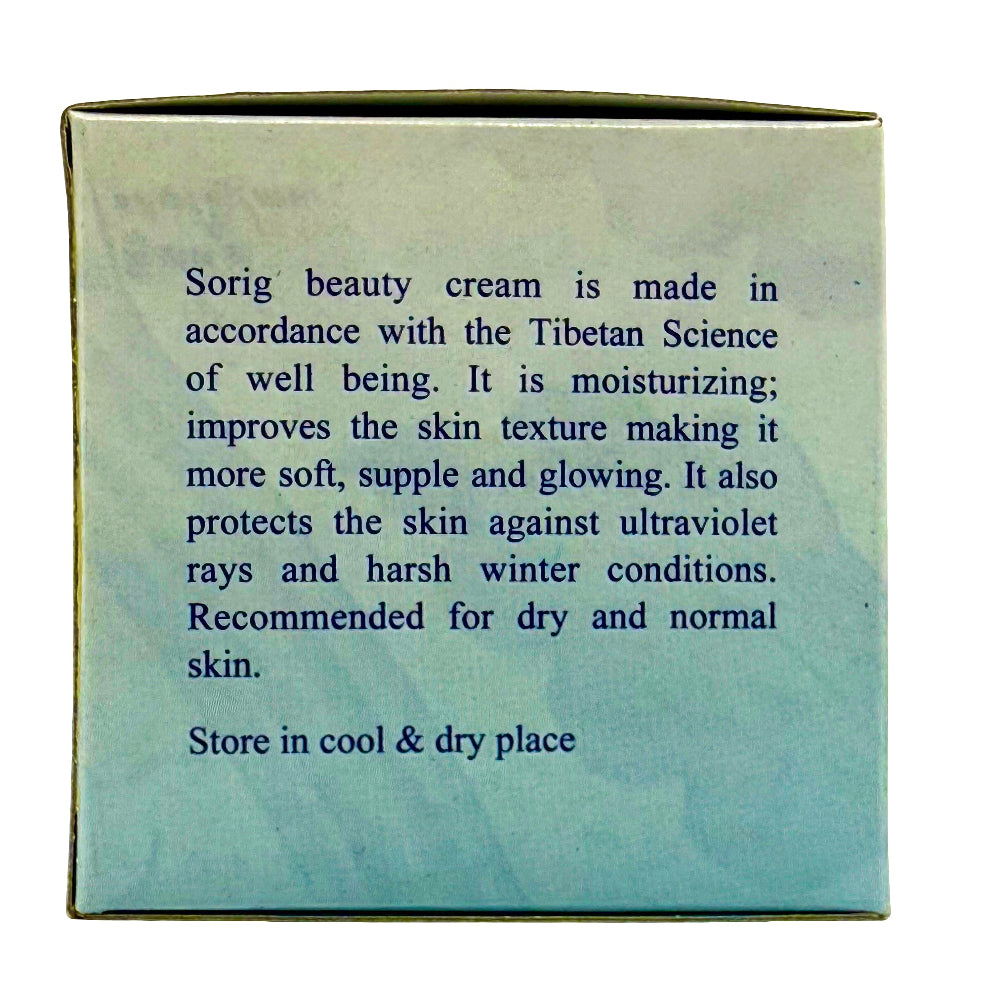 Sorig beauty cream is made in
accordance with the Tibetan Science
of well being. It is moisturizing;
improves the skin texture making it
more soft, supple and glowing. It also
protects the skin against ultraviolet
rays and harsh winter conditions.
Recommended for dry and normal
skin.
Store in cool & dry place